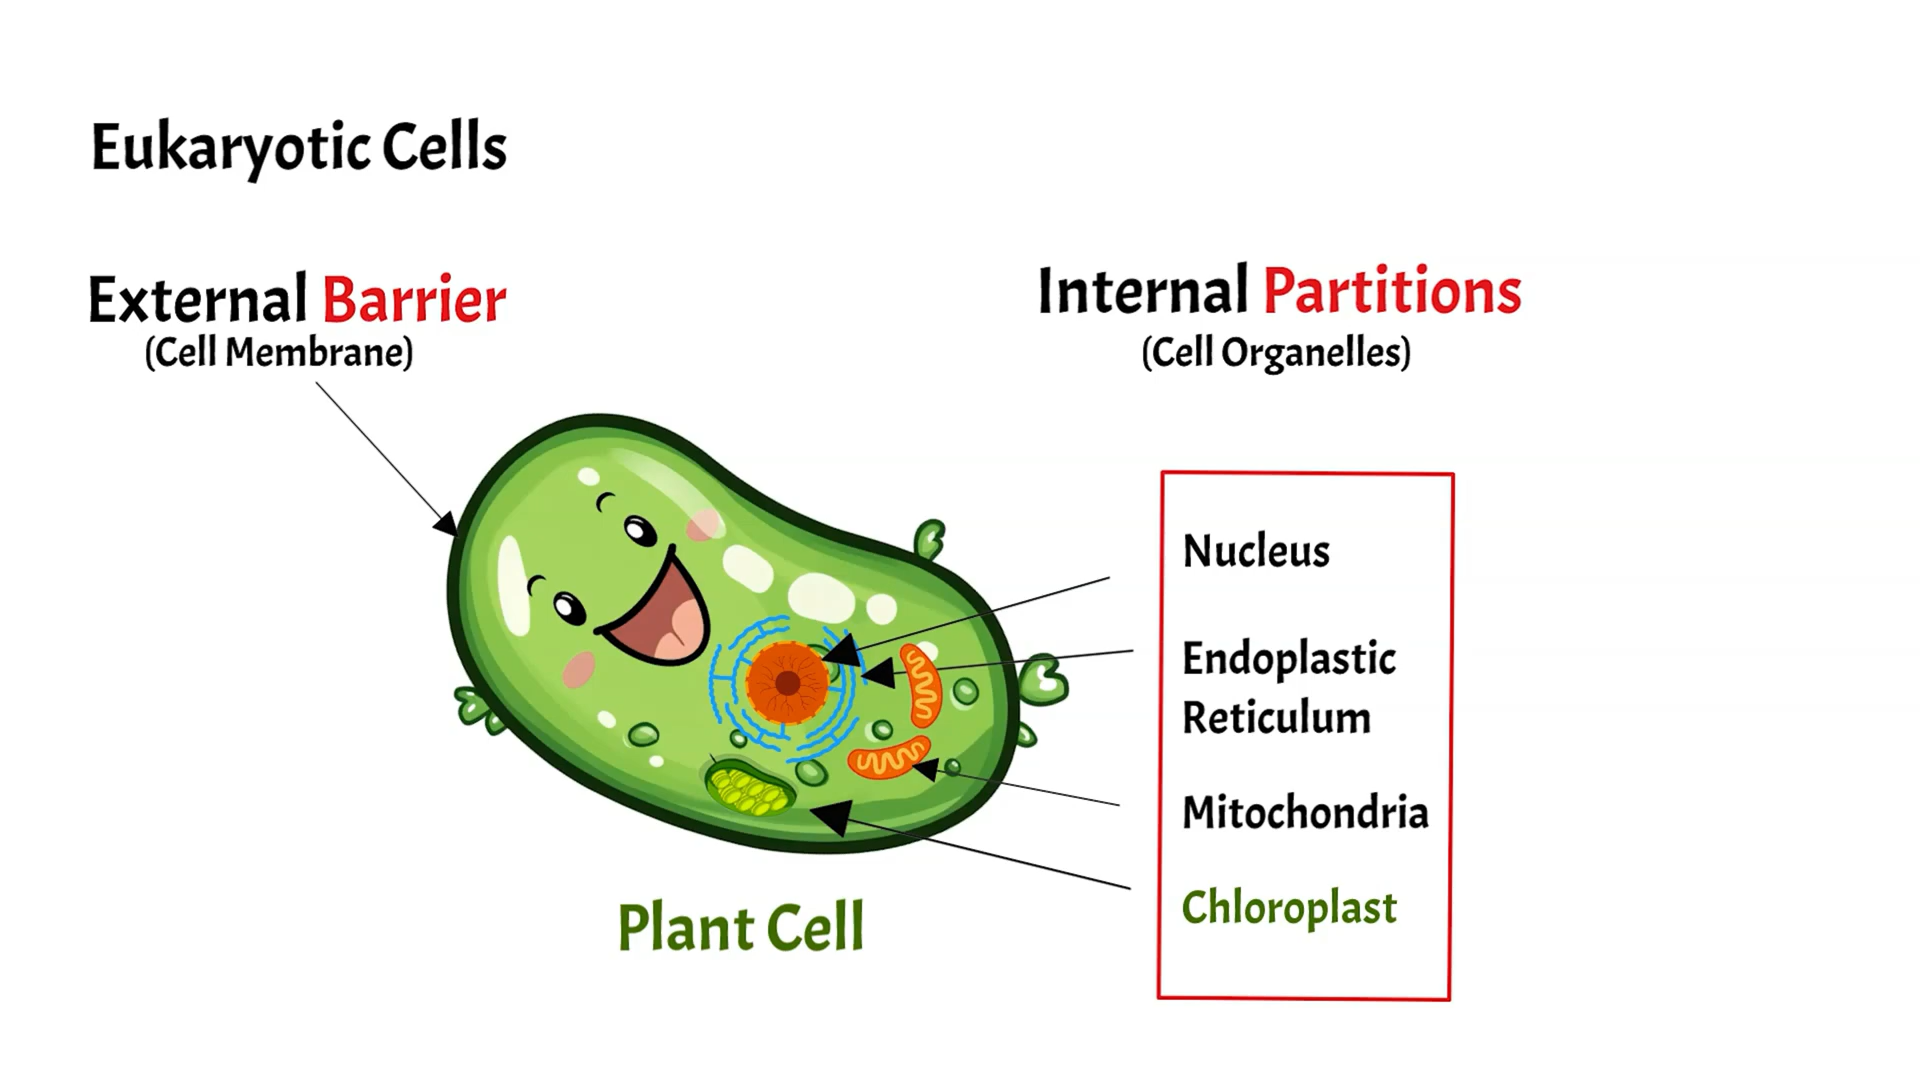 Eukaryotic Cells
External Barrier
(Cell Membrane)
Internal Partitions
(Cell Organelles)
Nucleus
Endoplastic
Reticulum
Mitochondria
Chloroplast
Plant Cell